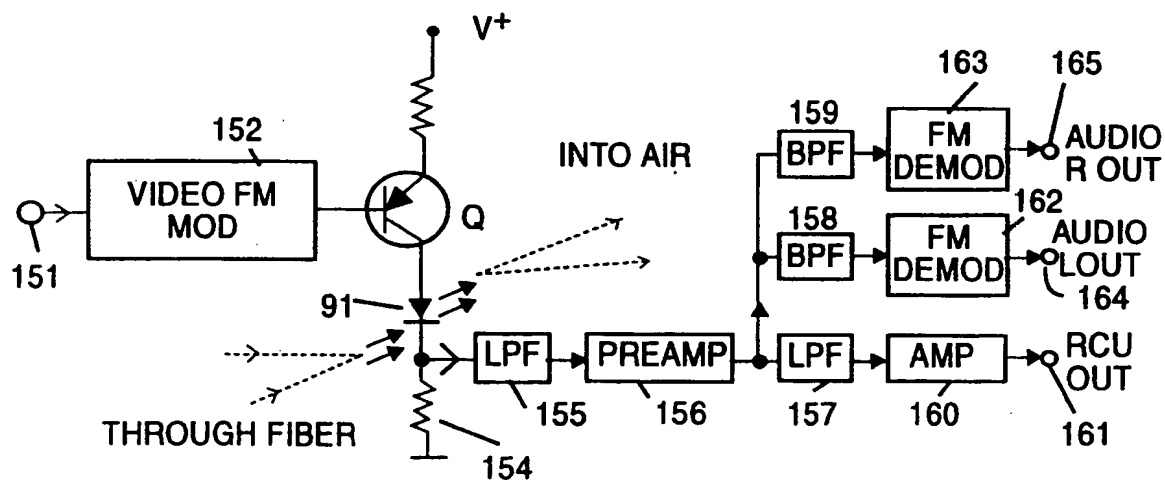 V+
163
165
152
159
FM
DEMOD
AUDIO
R OUT
BPF
INTO AIR
VIDEO FM
MOD
Q
158
162
FM
DEMOD
AUDIO
LOUT
BPF
151
164
91
LPF
PREAMP
LPF
AMP
RCU
OUT
155
156
157
160
161
THROUGH FIBER
154